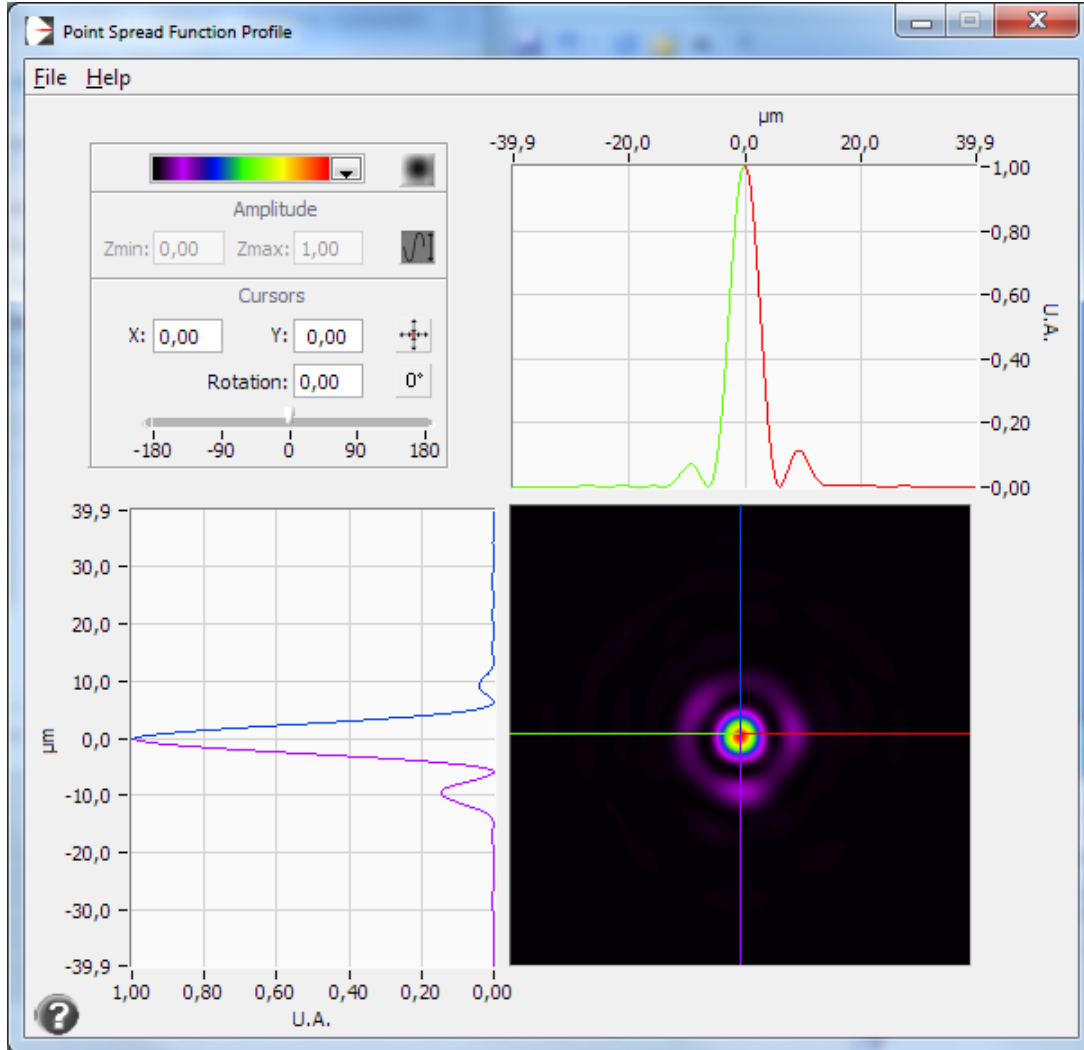 Point Spread Function Profile
File Help
Amplitude
Zmin: 0,00 Zmax: 1,00
Cursors
X: 0,00 Y: 0,00
Rotation: 0,00 0°
-180 -90 0 90 180
µm
-39,9 -20,0 0,0 20,0 39,9
1,00
0,80
0,60
0,40
0,20
0,00
U.A.
39,9
30,0
20,0
10,0
0,0
-10,0
-20,0
-30,0
-39,9
µm
1,00 0,80 0,60 0,40 0,20 0,00
U.A.
?